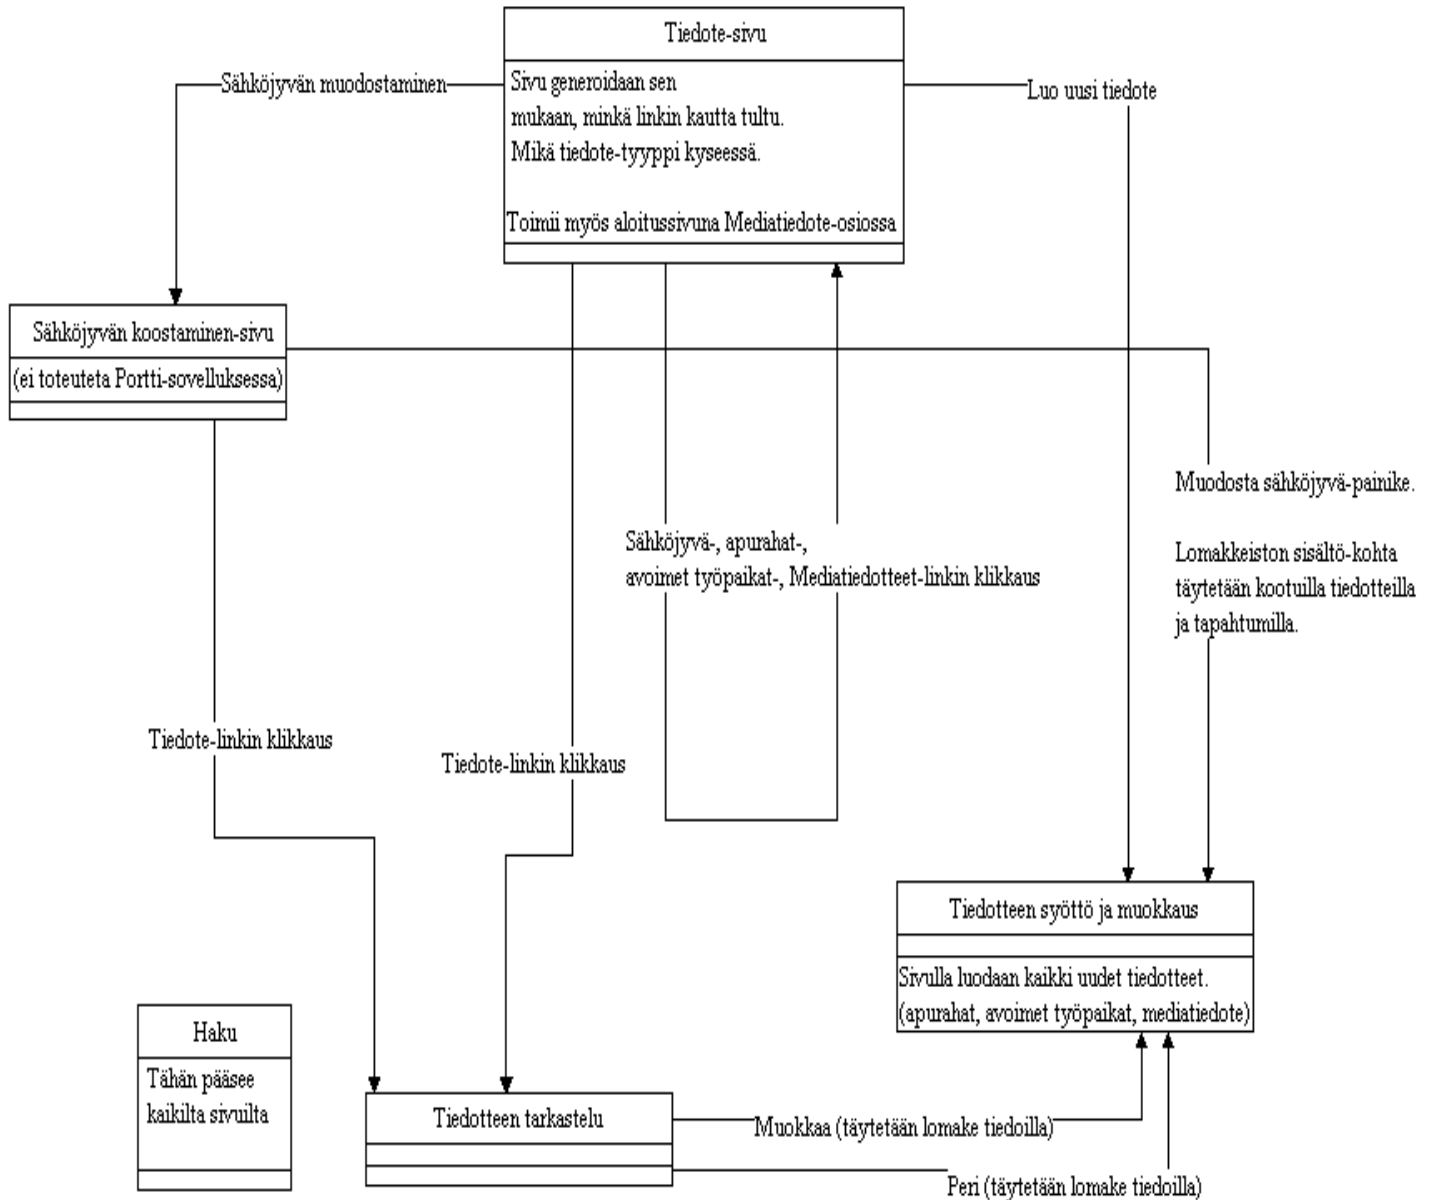 Tiedote-sivu
Sivu generoidaan sen
mukaan, minkä linkin kautta tultu.
Mikä tiedote-tyyppi kyseessä.
Toimii myös aloitussivuna Mediatiedote-osiossa
Sähköjyvän muodostaminen
Luo uusi tiedote
Sähköjyvän koostaminen-sivu
(ei toteuteta Portti-sovelluksessa)
Muodosta sähköjyvä-painike.
Lomakkeiston sisältö-kohta
täytetään kootuilla tiedotteilla
ja tapahtumilla.
Sähköjyvä-, apurahat-,
avoimet työpaikat-, Mediatiedotteet-linkin klikkaus
Tiedote-linkin klikkaus
Tiedote-linkin klikkaus
Tiedotteen syöttö ja muokkaus
Sivulla luodaan kaikki uudet tiedotteet.
(apurahat, avoimet työpaikat, mediatiedote)
Haku
Tähän pääsee
kaikilta sivuilta
Tiedotteen tarkastelu
Muokkaa (täytetään lomake tiedoilla)
Peri (täytetään lomake tiedoilla)